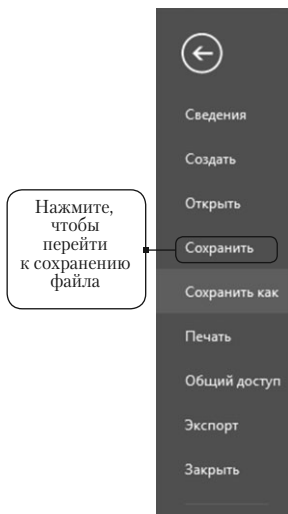 Сведения
Создать
Открыть
Нажмите,
чтобы
перейти
к сохранению
файла
Сохранить
Сохранить как
Печать
Общий доступ
Экспорт
Закрыть